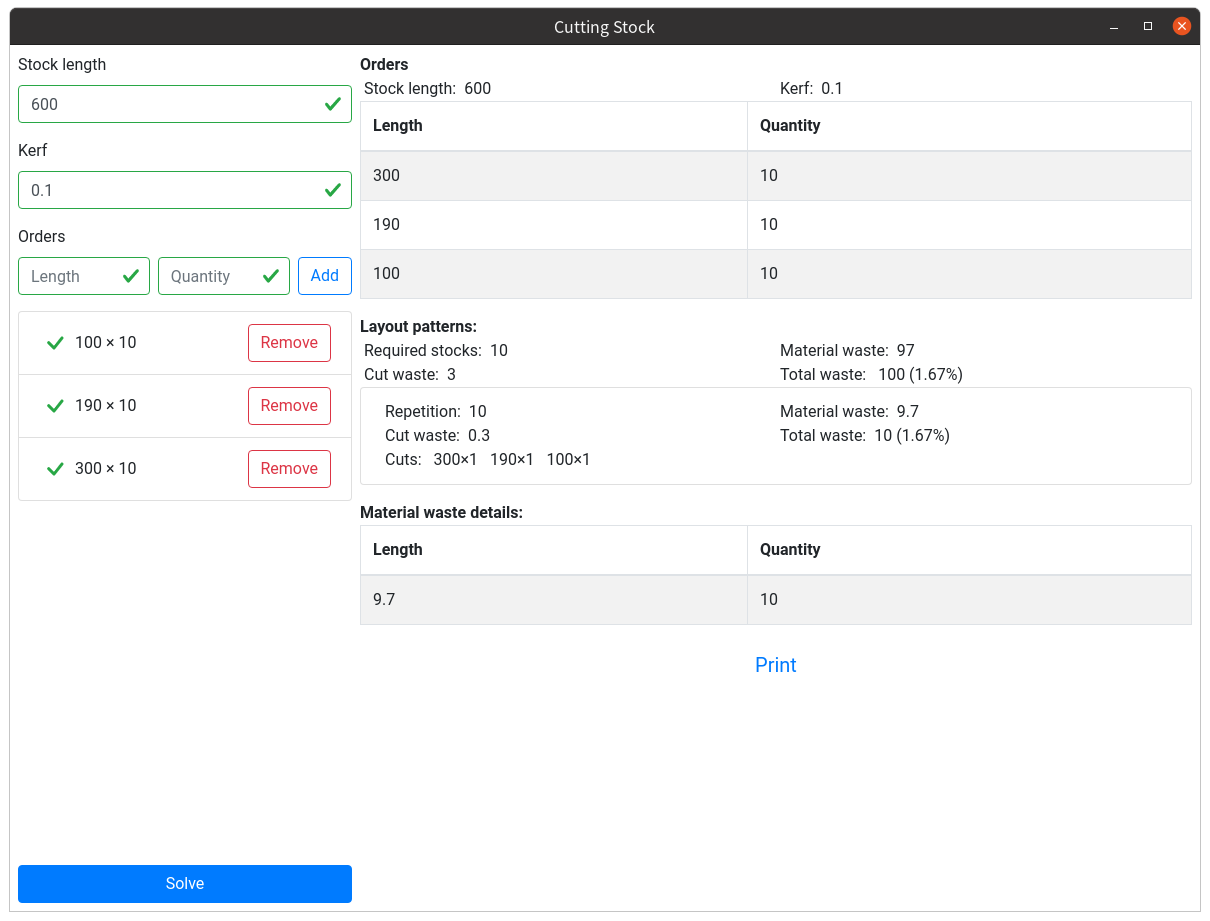 Cutting Stock
Stock length
600
Kerf
0.1
Orders
Length Quantity Add
100 × 10 Remove
190 × 10 Remove
300 × 10 Remove
Solve
Orders
Stock length: 600 Kerf: 0.1
Length Quantity
300 10
190 10
100 10
Layout patterns:
Required stocks: 10 Material waste: 97
Cut waste: 3 Total waste: 100 (1.67%)
Repetition: 10 Material waste: 9.7
Cut waste: 0.3 Total waste: 10 (1.67%)
Cuts: 300×1 190×1 100×1
Material waste details:
Length Quantity
9.7 10
Print